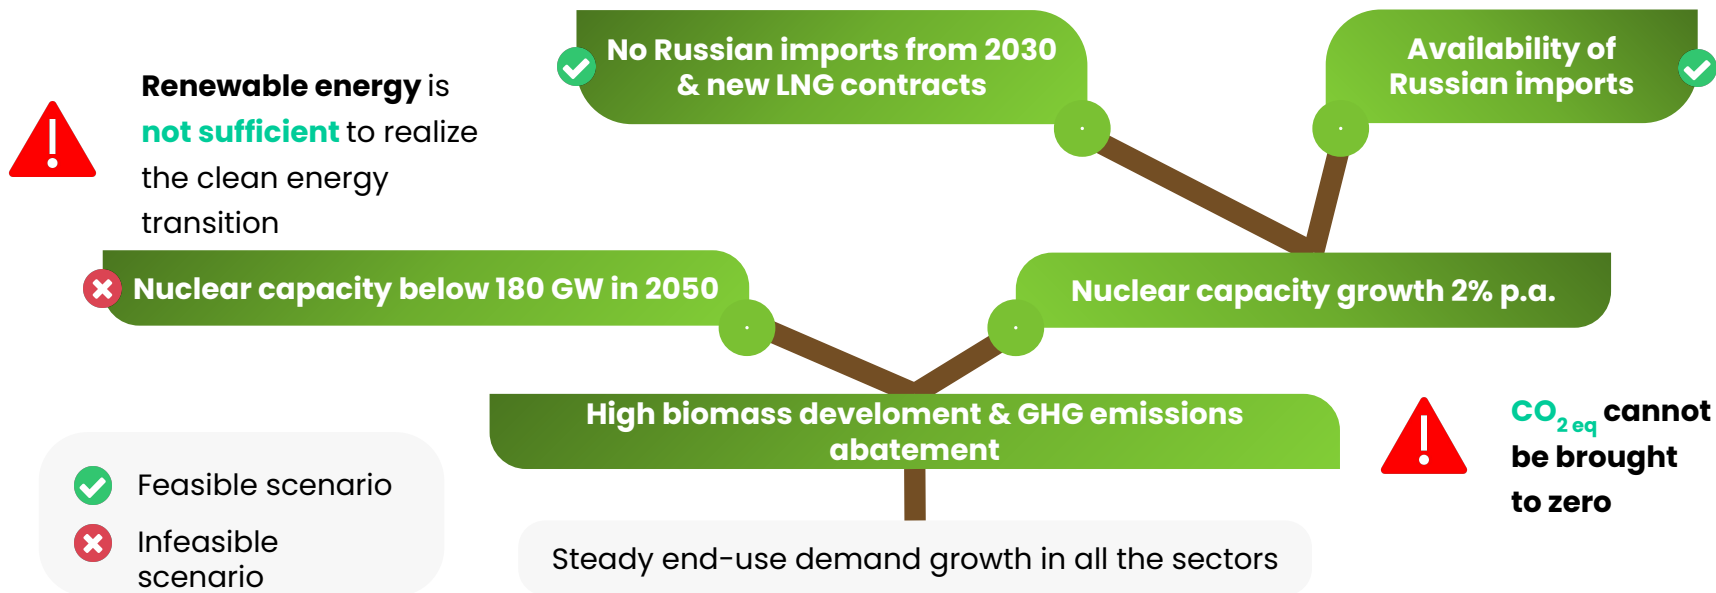 No Russian imports from 2030
& new LNG contracts
Availability of
Russian imports
Renewable energy is
not sufficient to realize
the clean energy
transition
Nuclear capacity below 180 GW in 2050
Nuclear capacity growth 2% p.a.
High biomass develoment & GHG emissions
abatement
CO2 eq cannot
be brought
to zero
Feasible scenario
Infeasible
scenario
Steady end-use demand growth in all the sectors